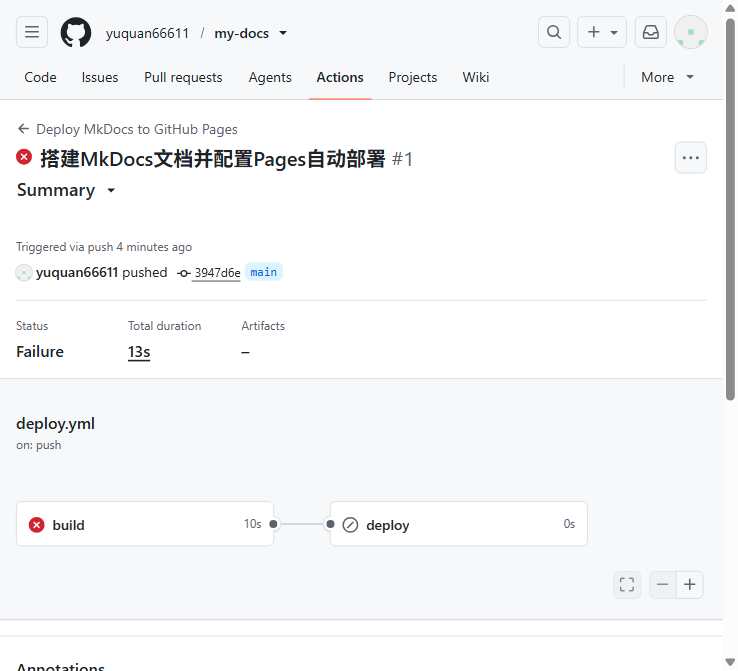 yuquan66611 / my-docs
Code Issues Pull requests Agents Actions Projects Wiki More
Deploy MkDocs to GitHub Pages
搭建MkDocs文档并配置Pages自动部署 #1
Summary
Triggered via push 4 minutes ago
yuquan66611 pushed 3947d6e main
Status Total duration Artifacts
Failure 13s –
deploy.yml
on: push
build 10s deploy 0s
Annotations